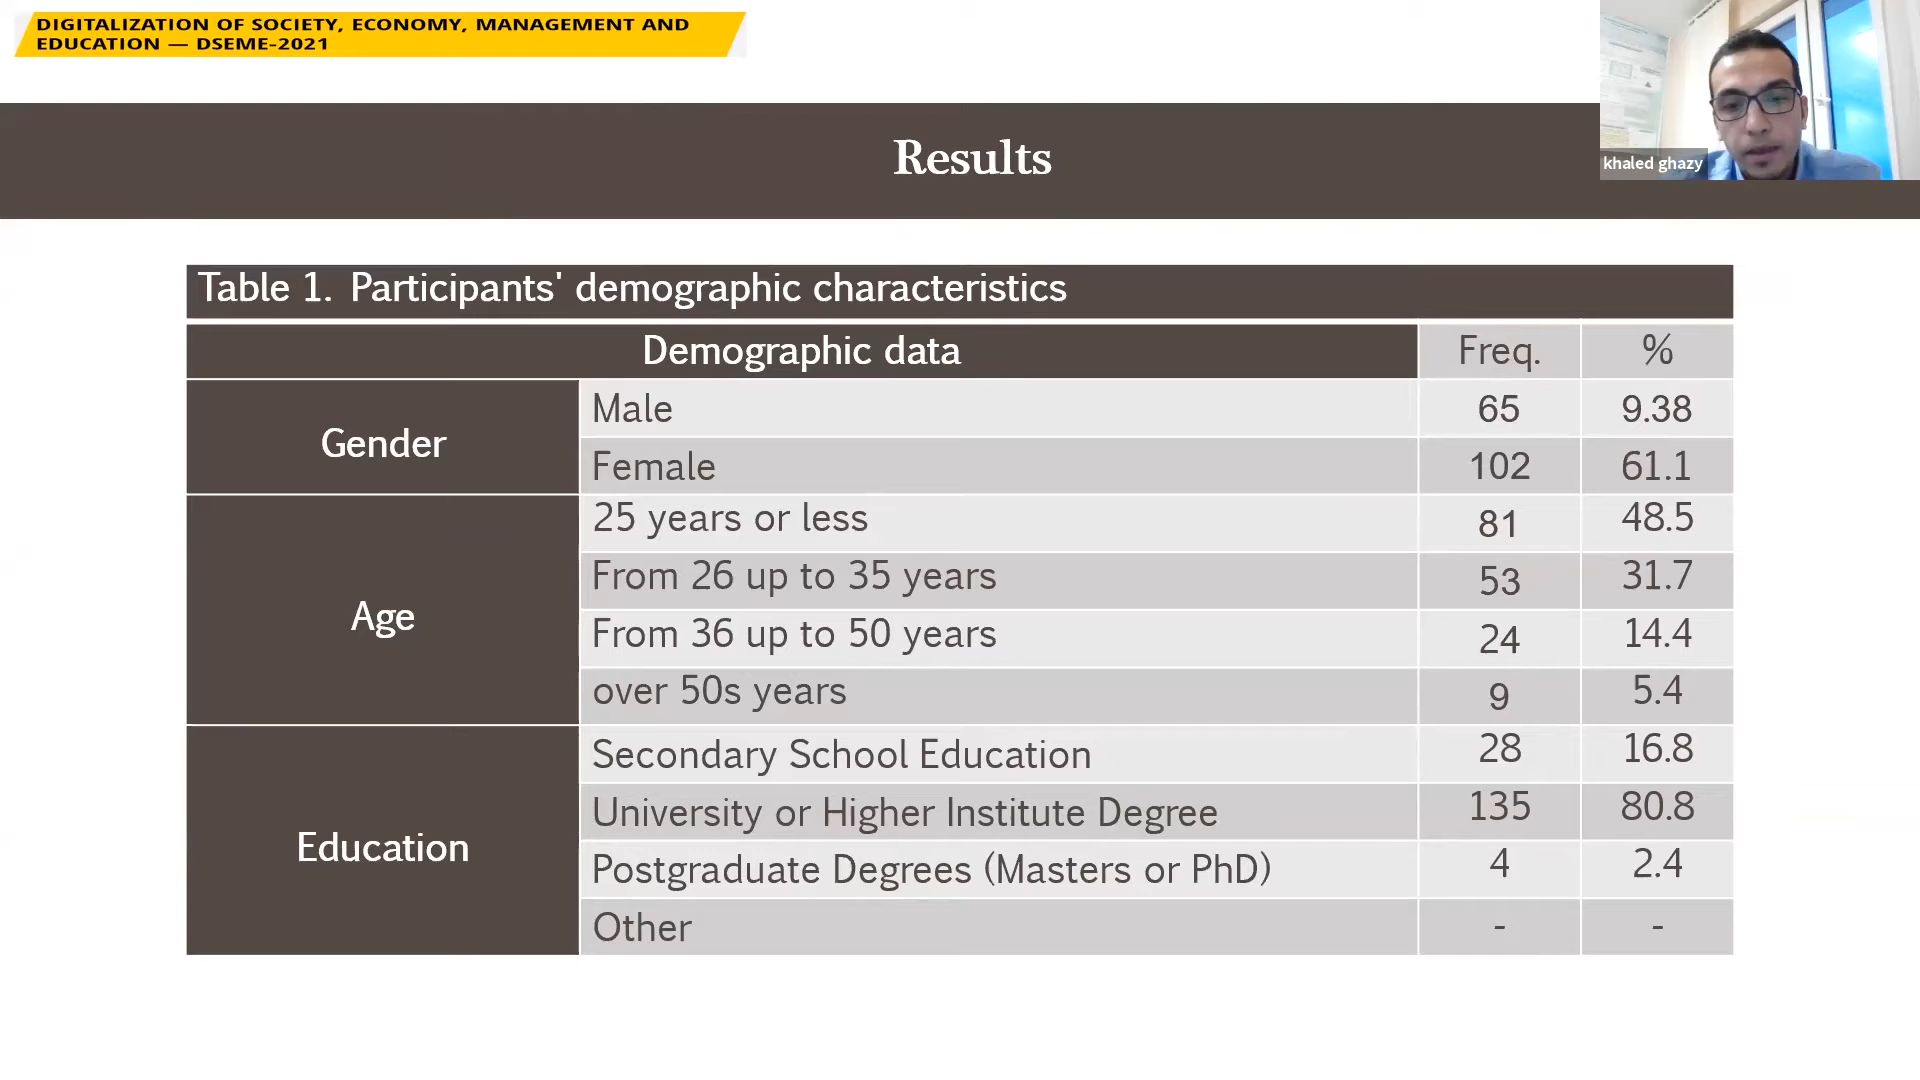 DIGITALIZATION OF SOCIETY, ECONOMY, MANAGEMENT AND
EDUCATION — DSEME-2021
khaled ghazy
Results
Table 1. Participants' demographic characteristics
Demographic data Freq. %
Gender
Male 65 9.38
Female 102 61.1
Age
25 years or less 81 48.5
From 26 up to 35 years 53 31.7
From 36 up to 50 years 24 14.4
over 50s years 9 5.4
Education
Secondary School Education 28 16.8
University or Higher Institute Degree 135 80.8
Postgraduate Degrees (Masters or PhD) 4 2.4
Other - -